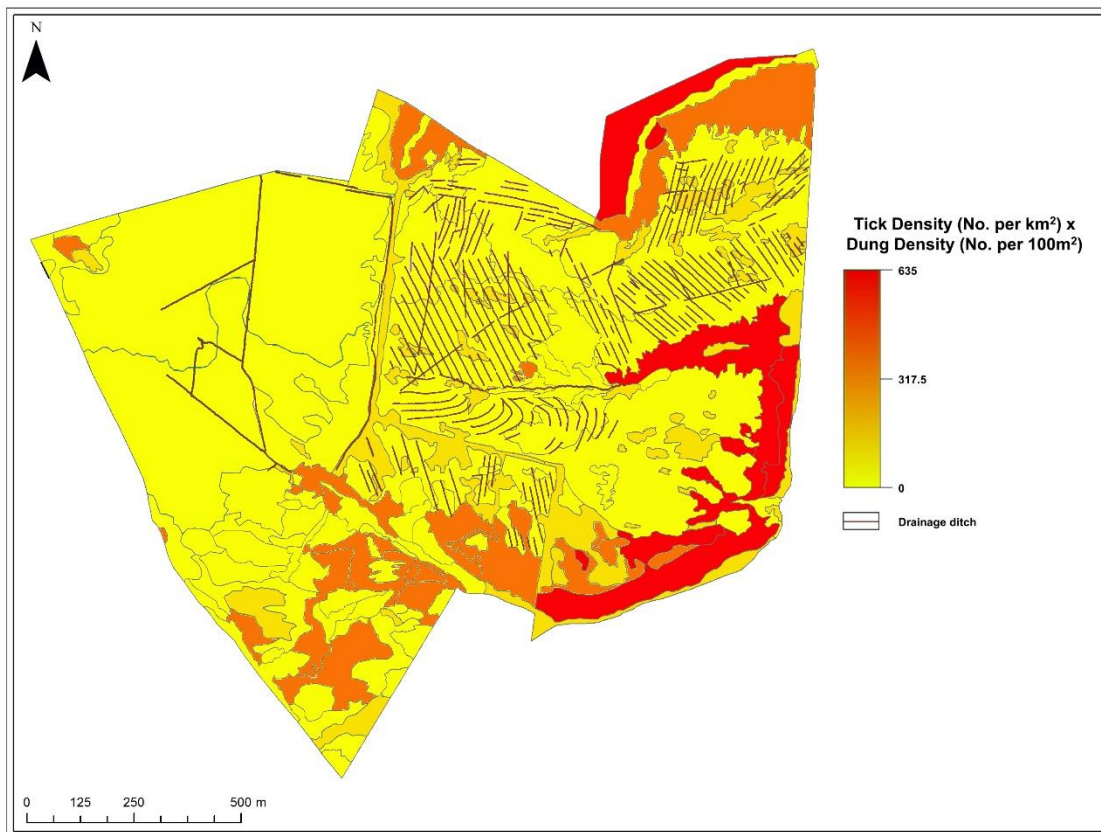 N
Tick Density (No. per km²) x
Dung Density (No. per 100m²)
635
317.5
0
Drainage ditch
0 125 250 500 m